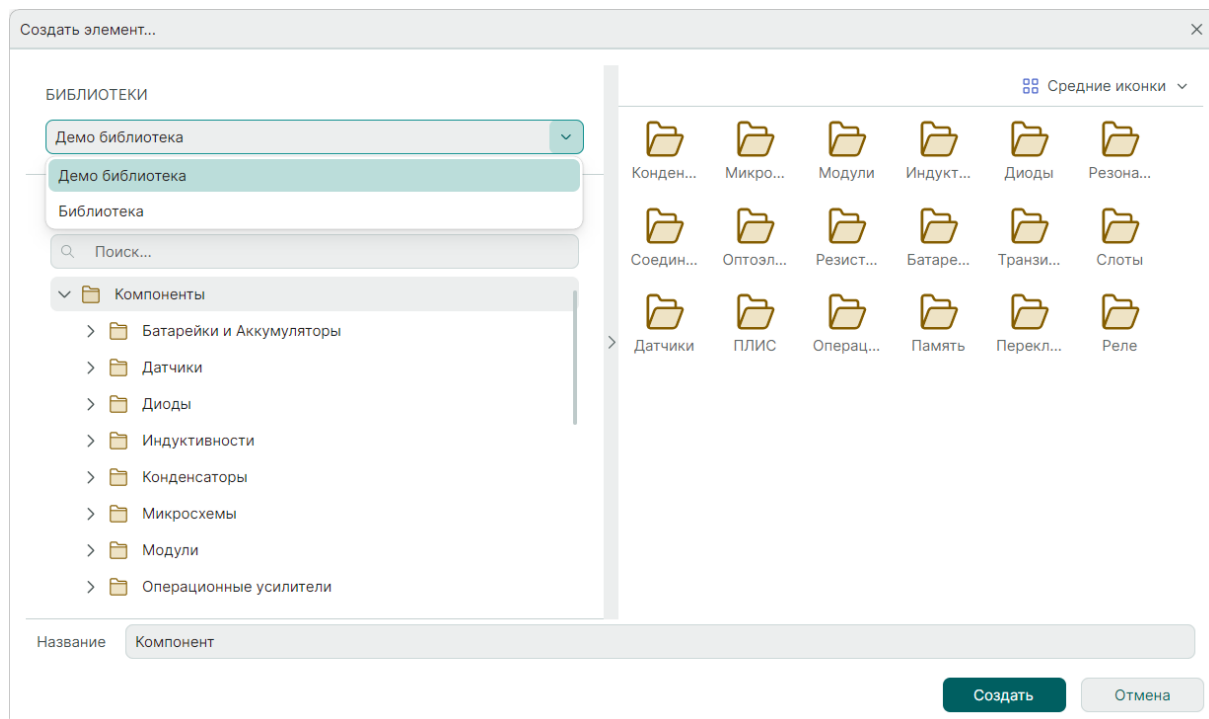 Создать элемент...
БИБЛИОТЕКИ
Демо библиотека
Демо библиотека
Библиотека
Поиск...
Компоненты
Батарейки и Аккумуляторы
Датчики
Диоды
Индуктивности
Конденсаторы
Микросхемы
Модули
Операционные усилители
Средние иконки
Конден... Микро... Модули Индукт... Диоды Резона...
Соедин... Оптоэл... Резист... Батаре... Транзи... Слоты
Датчики ПЛИС Операц... Память Перекл... Реле
Название Компонент
Создать Отмена